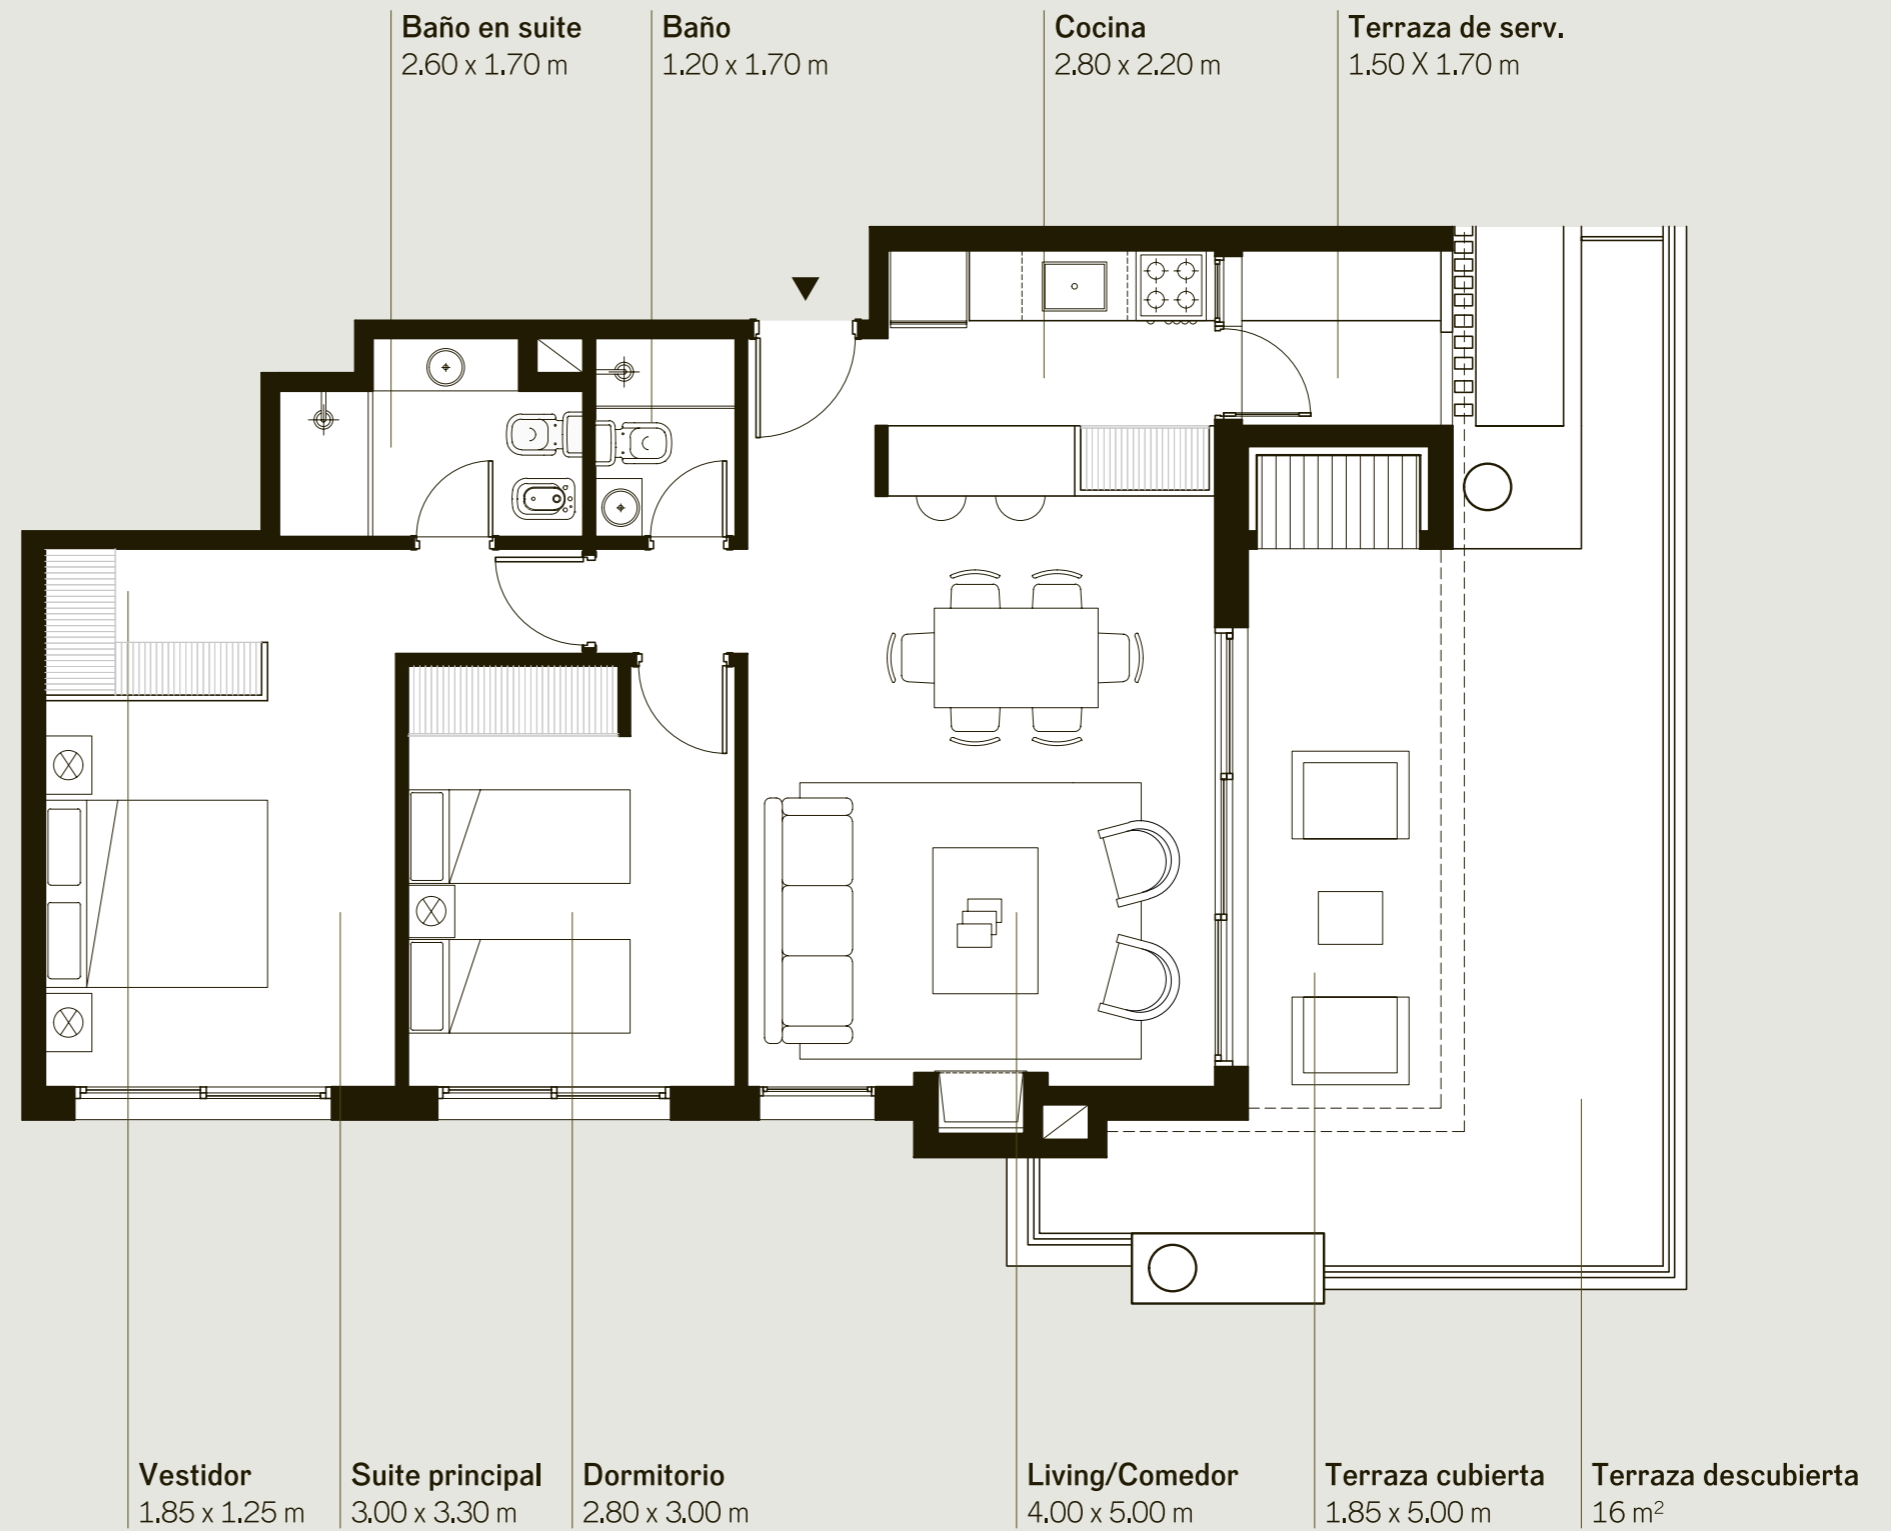 Baño en suite
2.60 x 1.70 m
Baño
1.20 x 1.70 m
Cocina
2.80 x 2.20 m
Terraza de serv.
1.50 X 1.70 m
Vestidor
1.85 x 1.25 m
Suite principal
3.00 x 3.30 m
Dormitorio
2.80 x 3.00 m
Living/Comedor
4.00 x 5.00 m
Terraza cubierta
1.85 x 5.00 m
Terraza descubierta
16 m²